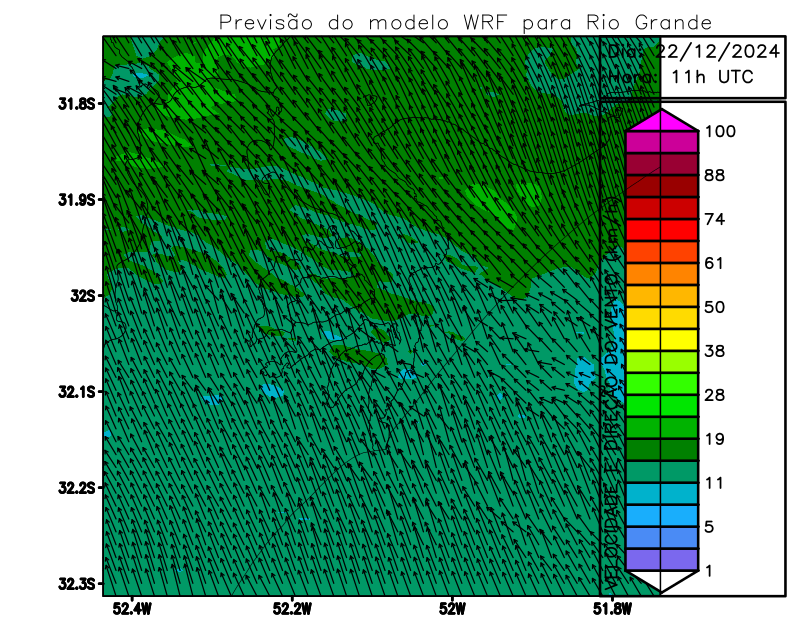 Previsão do modelo WRF para Rio Grande
Dia: 22/12/2024
Hora: 11h UTC
31.8S
31.9S
32S
32.1S
32.2S
32.3S
52.4W
52.2W
52W
51.8W
VELOCIDADE E DIREÇÃO DO VENTO (km/h)
100
88
74
61
50
38
28
19
11
5
1